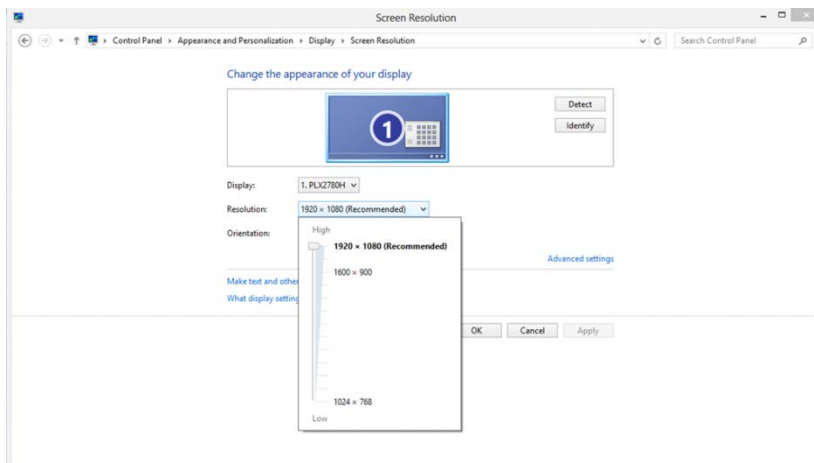 Screen Resolution
Control Panel Appearance and Personalization Display Screen Resolution
Search Control Panel
Change the appearance of your display
1
Detect
Identify
Display: 1. PLX2780H
Resolution: 1920 × 1080 (Recommended)
Orientation:
High
1920 × 1080 (Recommended)
1600 × 900
1024 × 768
Low
Advanced settings
Make text and other
What display setting
OK Cancel Apply